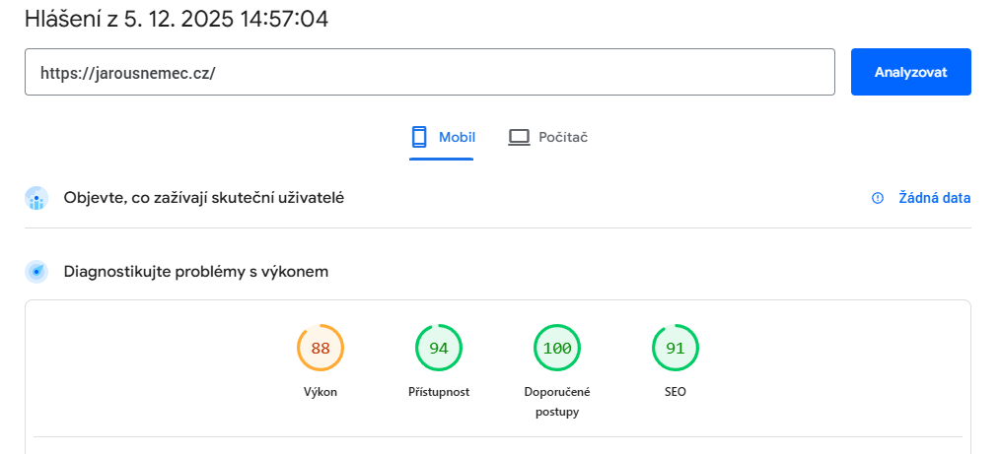 Hlášení z 5. 12. 2025 14:57:04
https://jarousnemec.cz/
Analyzovat
Mobil
Počítač
Objevte, co zažívají skuteční uživatelé
Žádná data
Diagnostikujte problémy s výkonem
88
94
100
91
Výkon
Přístupnost
Doporučené
postupy
SEO